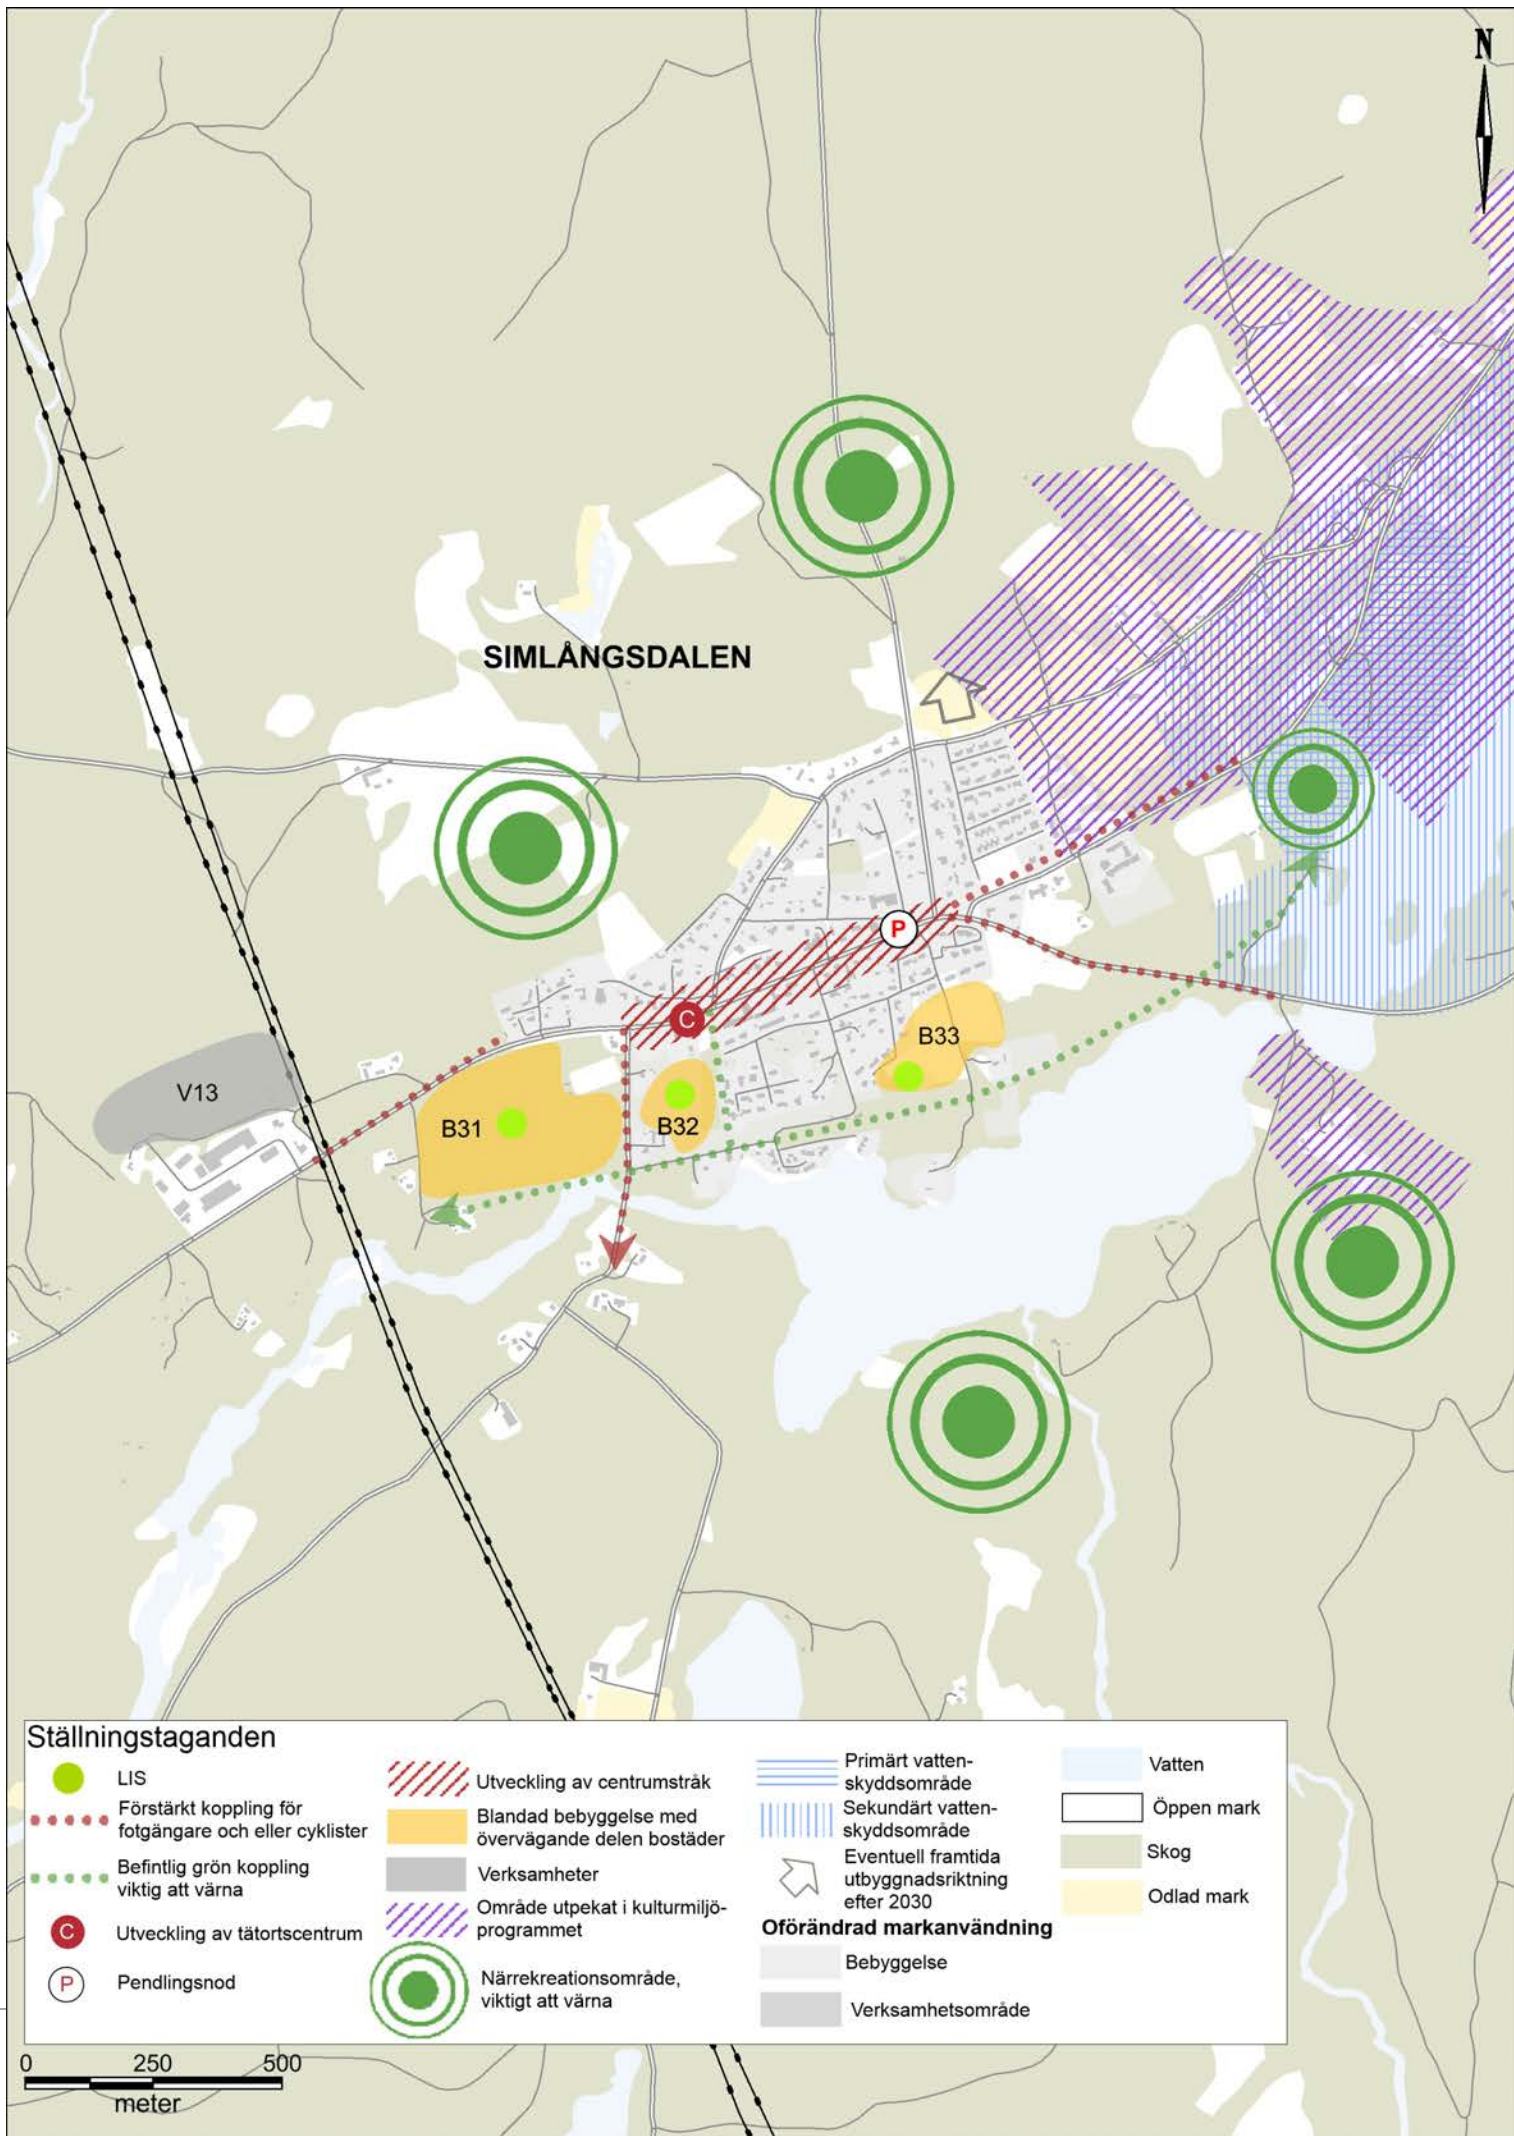 N
SIMLÅNGSDALEN
P
C
B33
V13
B31
B32
Ställningstaganden
LIS
Förstärkt koppling för
fotgängare och eller cyklister
Befintlig grön koppling
viktig att värna
C
Utveckling av tätortscentrum
P
Pendlingsnod
Utveckling av centrumstråk
Blandad bebyggelse med
övervägande delen bostäder
Verksamheter
Område utpekat i kulturmiljö-
programmet
Närrekreationsområde,
viktigt att värna
Primärt vatten-
skyddsområde
Sekundärt vatten-
skyddsområde
Eventuell framtida
utbyggnadsriktning
efter 2030
Oförändrad markanvändning
Bebyggelse
Verksamhetsområde
Vatten
Öppen mark
Skog
Odlad mark
0 250 500
meter